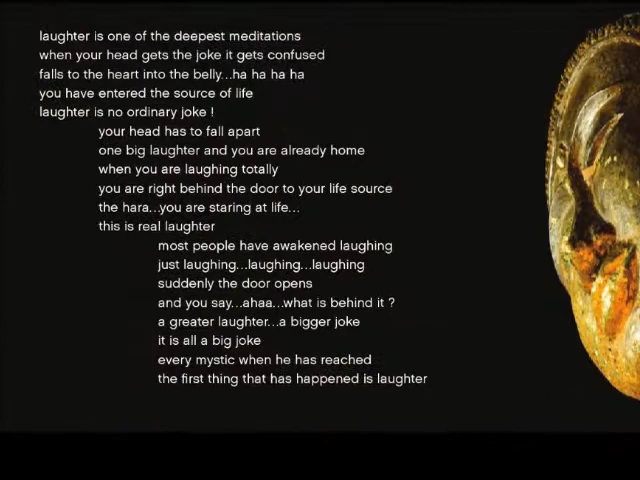 laughter is one of the deepest meditations
when your head gets the joke it gets confused
falls to the heart into the belly...ha ha ha ha
you have entered the source of life
laughter is no ordinary joke !
your head has to fall apart
one big laughter and you are already home
when you are laughing totally
you are right behind the door to your life source
the hara...you are staring at life...
this is real laughter
most people have awakened laughing
just laughing...laughing...laughing
suddenly the door opens
and you say...ahaa...what is behind it ?
a greater laughter...a bigger joke
it is all a big joke
every mystic when he has reached
the first thing that has happened is laughter